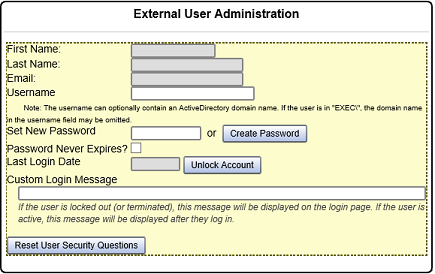 External User Administration
First Name:
Last Name:
Email:
Username
Note: The username can optionally contain an ActiveDirectory domain name. If the user is in "EXEC\", the domain name
in the username field may be omitted.
Set New Password or Create Password
Password Never Expires?
Last Login Date Unlock Account
Custom Login Message
If the user is locked out (or terminated), this message will be displayed on the login page. If the user is
active, this message will be displayed after they log in.
Reset User Security Questions